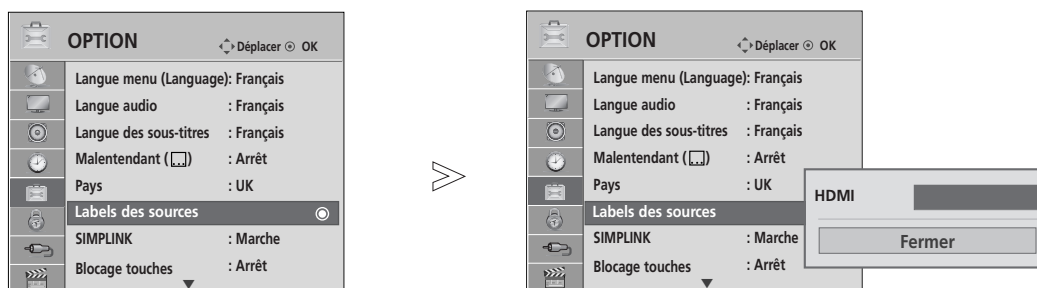 OPTION
Déplacer OK
Langue menu (Language): Français
Langue audio : Français
Langue des sous-titres : Français
Malentendant ( ) : Arrêt
Pays : UK
Labels des sources
SIMPLINK : Marche
Blocage touches : Arrêt
OPTION
Déplacer OK
Langue menu (Language): Français
Langue audio : Français
Langue des sous-titres : Français
Malentendant ( ) : Arrêt
Pays : UK
Labels des sources
SIMPLINK : Marche
Blocage touches : Arrêt
HDMI
Fermer